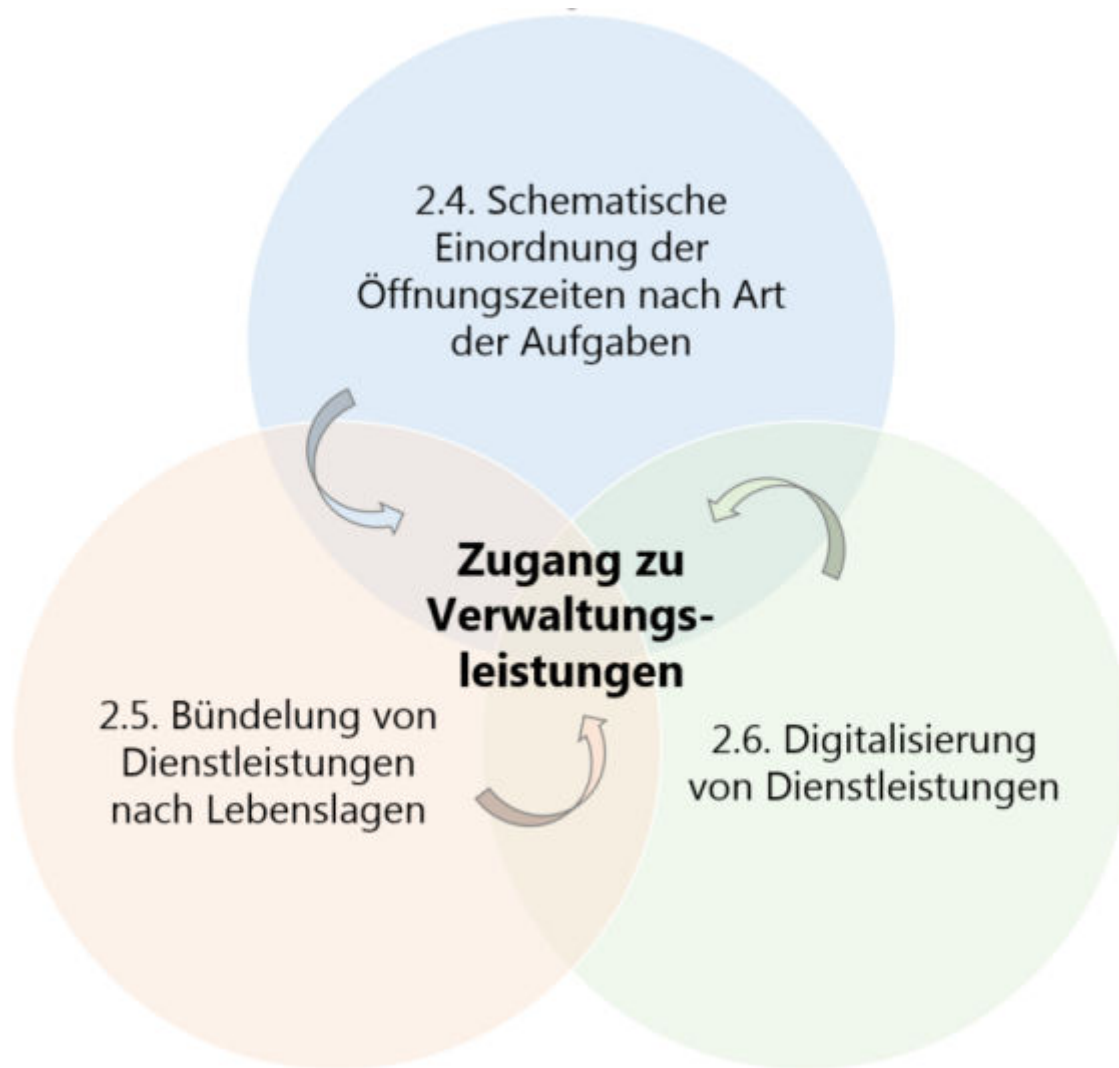 2.4. Schematische
Einordnung der
Öffnungszeiten nach Art
der Aufgaben
Zugang zu
Verwaltungs-
leistungen
2.5. Bündelung von
Dienstleistungen
nach Lebenslagen
2.6. Digitalisierung
von Dienstleistungen